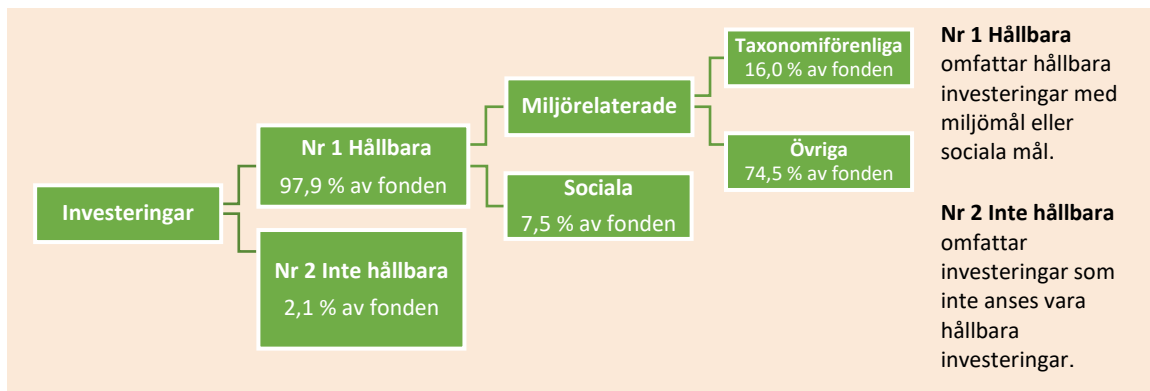 Investeringar
Nr 1 Hållbara
97,9 % av fonden
Nr 2 Inte hållbara
2,1 % av fonden
Miljörelaterade
Sociala
7,5 % av fonden
Taxonomiförenliga
16,0 % av fonden
Övriga
74,5 % av fonden
Nr 1 Hållbara
omfattar hållbara
investeringar med
miljömål eller
sociala mål.
Nr 2 Inte hållbara
omfattar
investeringar som
inte anses vara
hållbara
investeringar.